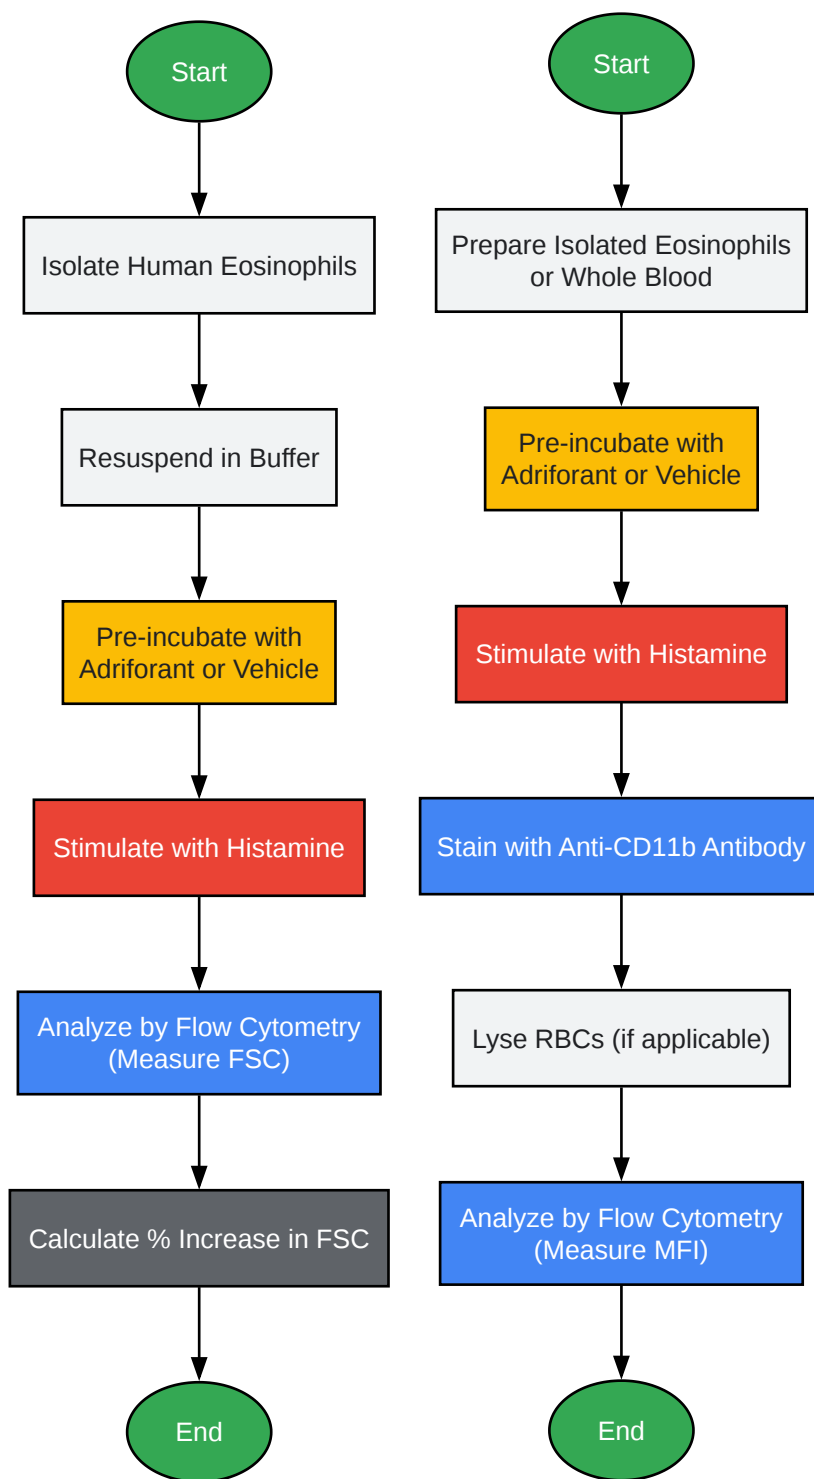 Start
Isolate Human Eosinophils
Resuspend in Buffer
Pre-incubate with
Adriforant or Vehicle
Stimulate with Histamine
Analyze by Flow Cytometry
(Measure FSC)
Calculate % Increase in FSC
End
Start
Prepare Isolated Eosinophils
or Whole Blood
Pre-incubate with
Adriforant or Vehicle
Stimulate with Histamine
Stain with Anti-CD11b Antibody
Lyse RBCs (if applicable)
Analyze by Flow Cytometry
(Measure MFI)
End